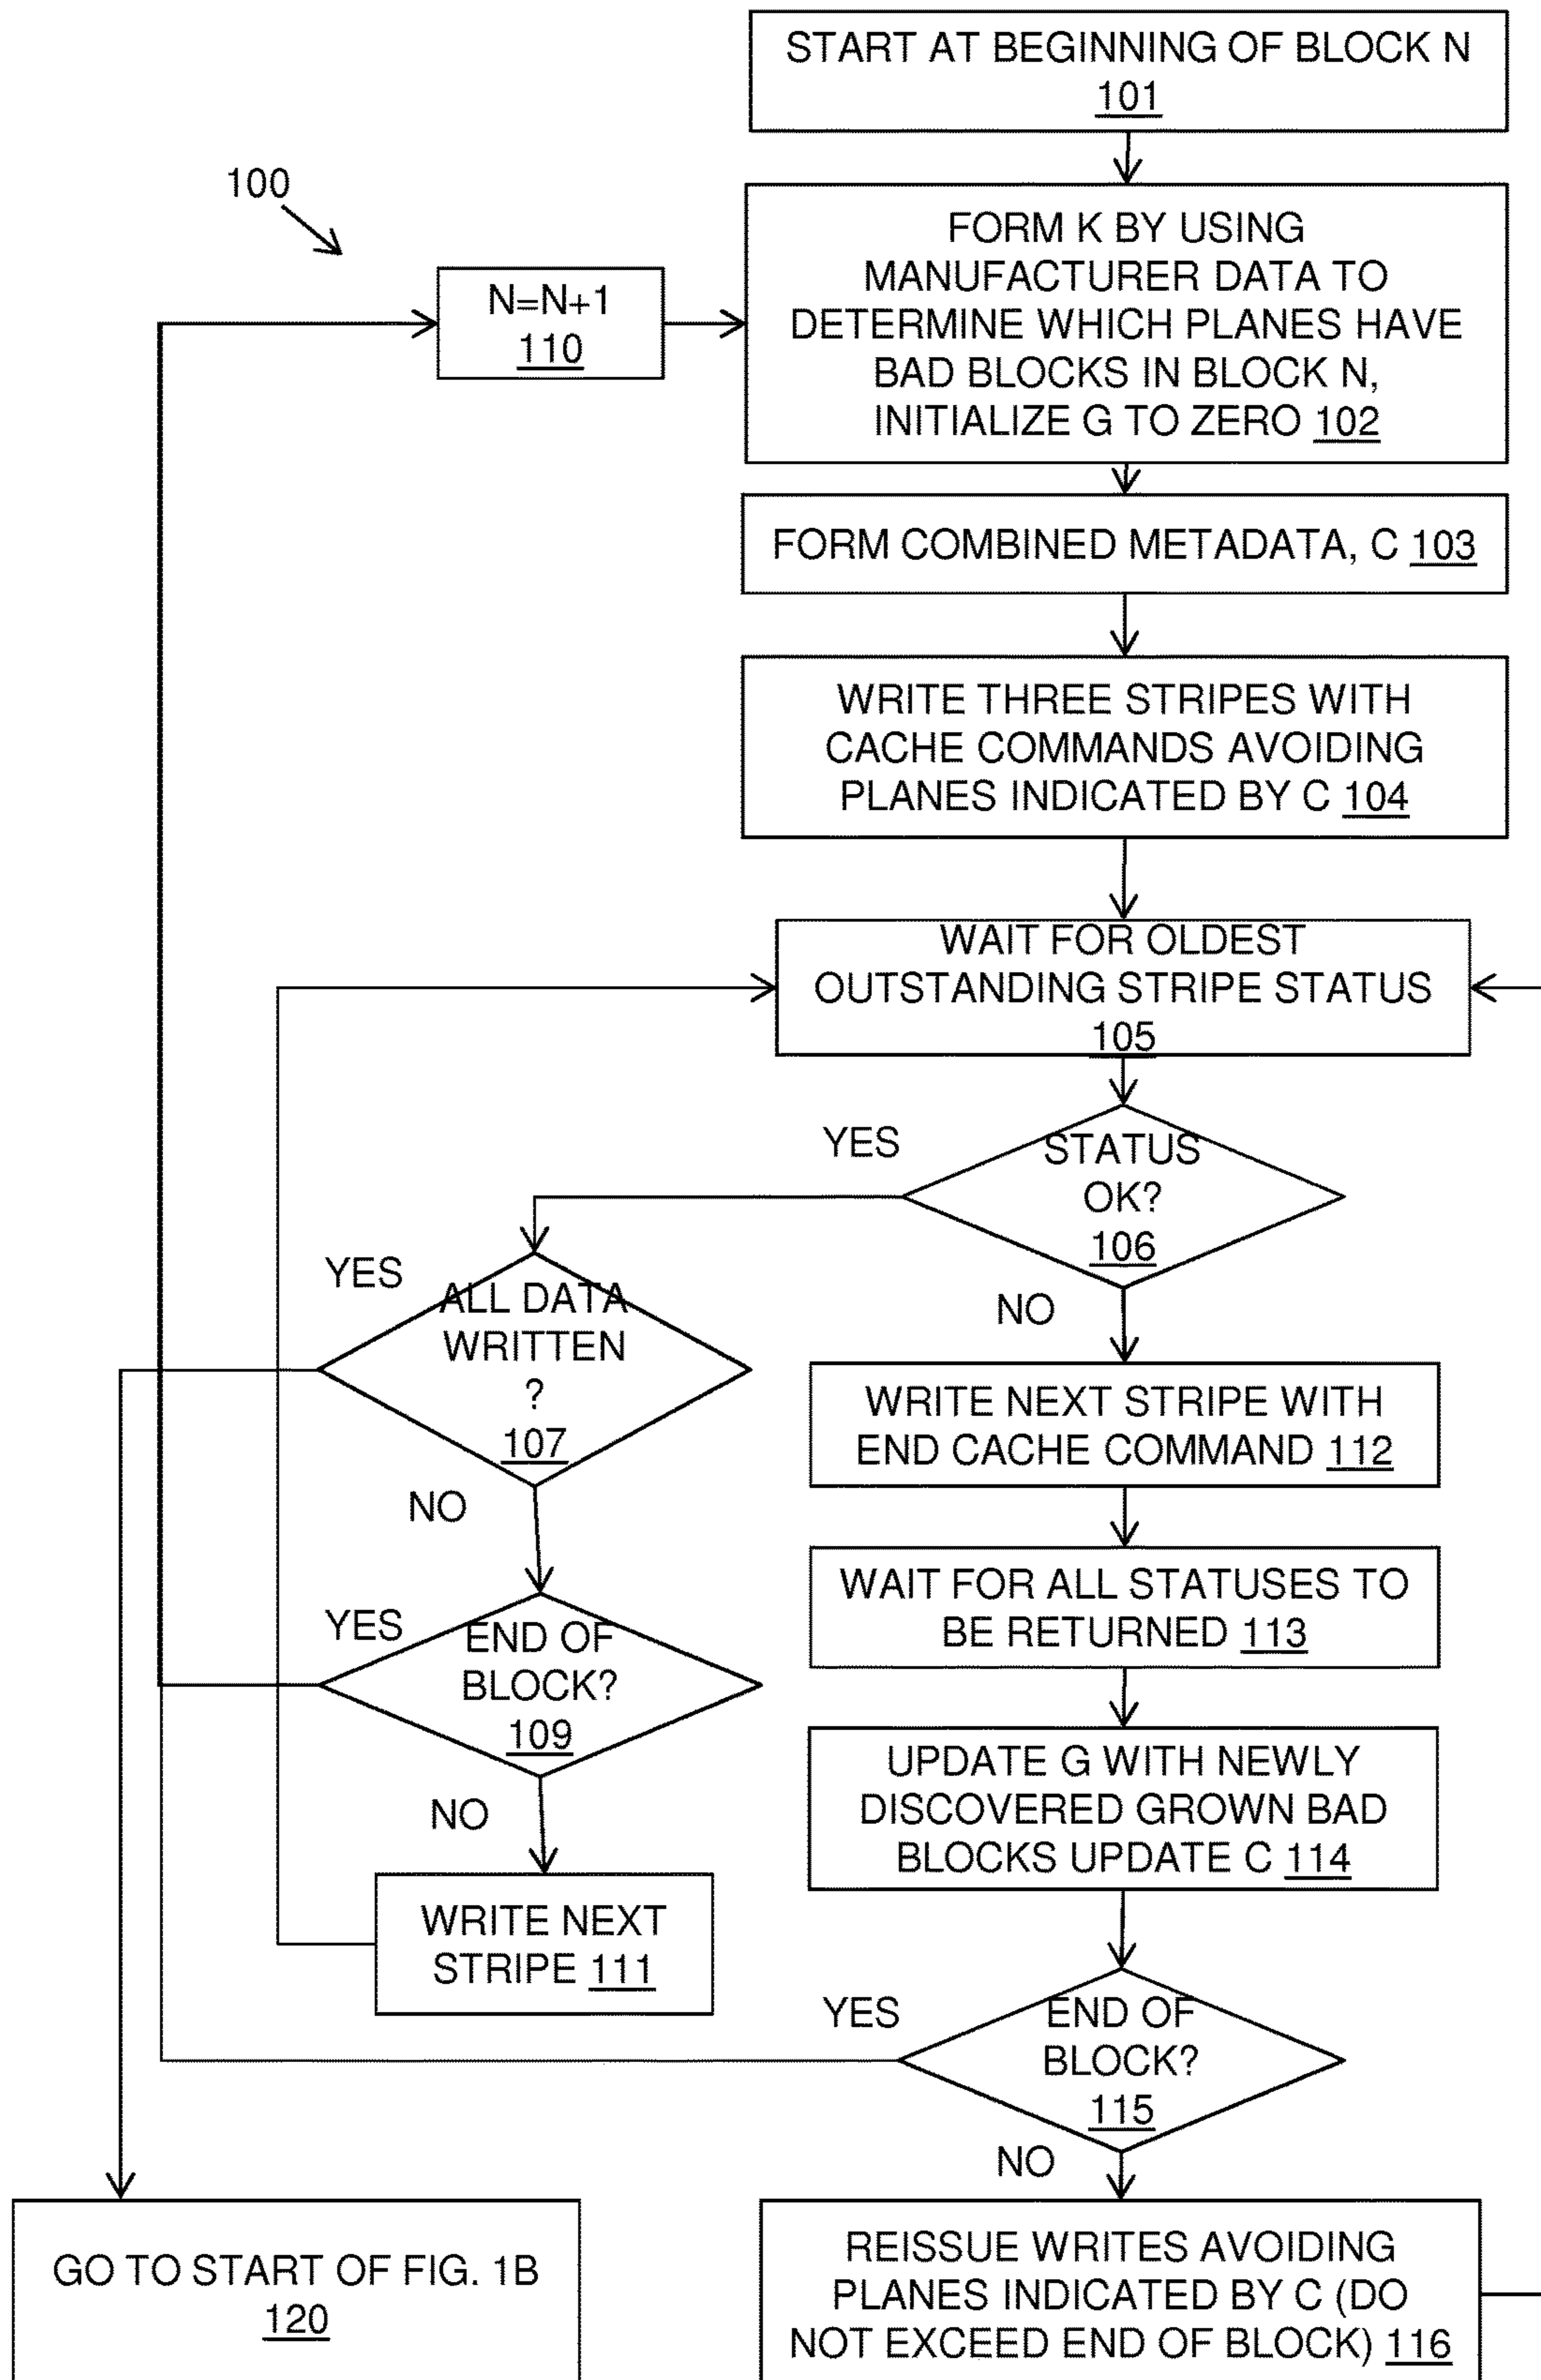 START AT BEGINNING OF BLOCK N
101
100
FORM K BY USING
MANUFACTURER DATA TO
DETERMINE WHICH PLANES HAVE
BAD BLOCKS IN BLOCK N,
INITIALIZE G TO ZERO 102
N=N+1
110
FORM COMBINED METADATA, C 103
WRITE THREE STRIPES WITH
CACHE COMMANDS AVOIDING
PLANES INDICATED BY C 104
WAIT FOR OLDEST
OUTSTANDING STRIPE STATUS
105
YES
STATUS
OK?
106
NO
YES
ALL DATA
WRITTEN
?
107
NO
WRITE NEXT STRIPE WITH
END CACHE COMMAND 112
WAIT FOR ALL STATUSES TO
BE RETURNED 113
YES
END OF
BLOCK?
109
NO
UPDATE G WITH NEWLY
DISCOVERED GROWN BAD
BLOCKS UPDATE C 114
WRITE NEXT
STRIPE 111
YES
END OF
BLOCK?
115
NO
GO TO START OF FIG. 1B
120
REISSUE WRITES AVOIDING
PLANES INDICATED BY C (DO
NOT EXCEED END OF BLOCK) 116